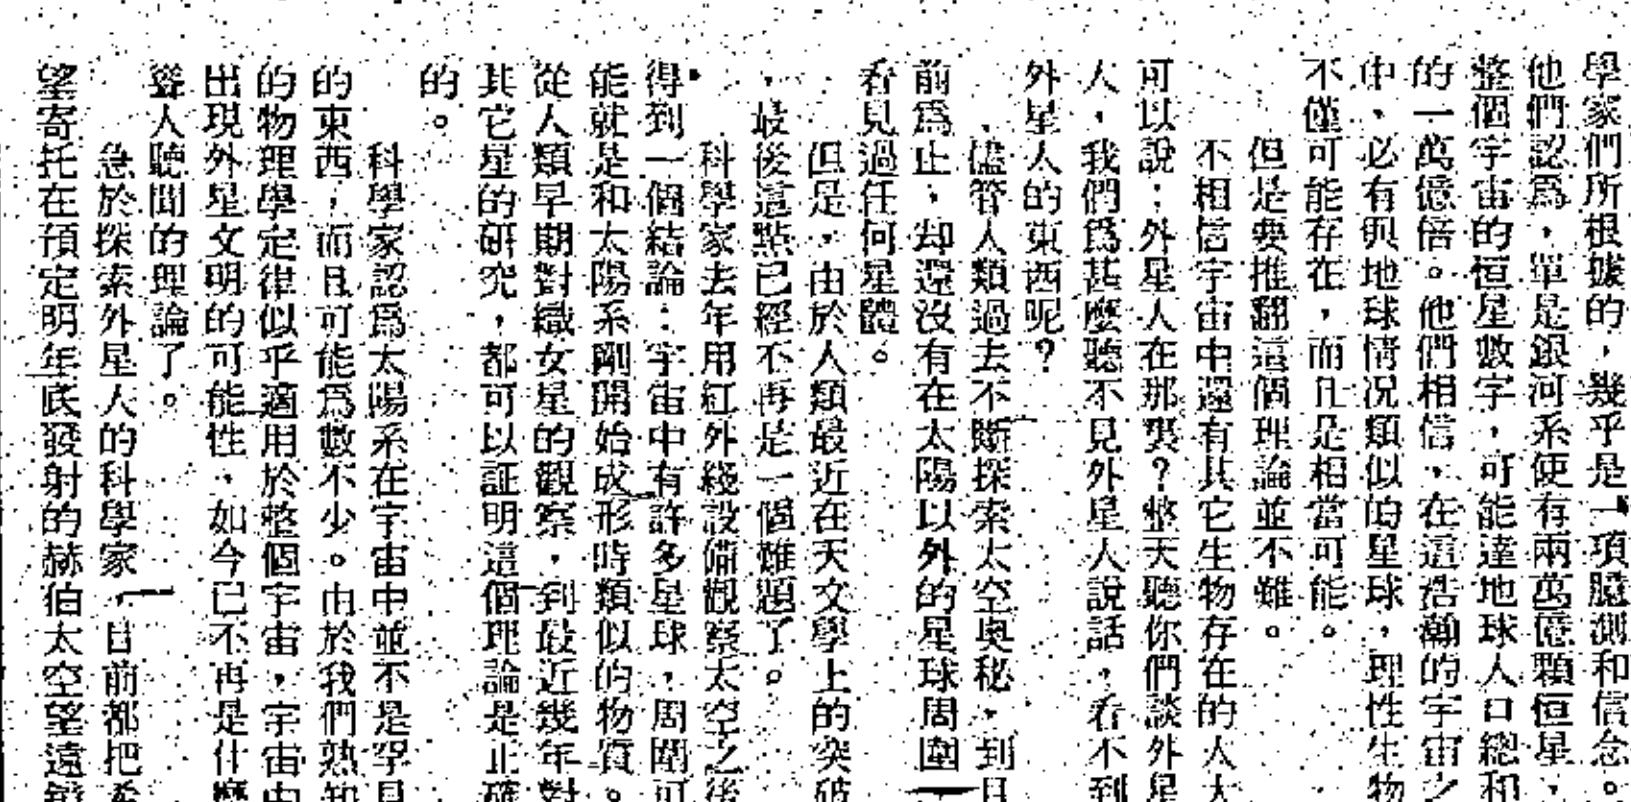 學家們所根據的，幾乎是一項臆測和信念。
他們認爲，單是銀河系便有兩萬億顆恒星，
整個宇宙的恒星數字，可能達地球人口總和
的一萬億倍。他們相信，在這浩瀚的宇宙之
中、必有與地球情况類似的星球，理性生物
不僅可能存在，而且是相當可能。
但是要推翻這個理論並不難。
不相信宇宙中還有其它生物存在的人大
可以說；外星人在那裏？整天聽你們談外星
人，我們爲甚麼聽不見外星人說話，看不到
外星人的東西呢？
儘管人類過去不斷探索太空奥秘，到目
前爲止，却還沒有在太陽以外的星球周圍，
看見過任何星體。
但是，由於人類最近在天文學上的突破
，最後這點已經不再是一個難題了。
科學家去年用紅外綫設備觀察太空之後
得到一個結論：宇宙中有許多星球，周圍可
能就是和太陽系剛開始成形時類似的物質。
從人類早期對織女星的觀察，到最近幾年對
其它星的研究，都可以証明這個理論是正確
的。
科學家認爲太陽系在宇宙中並不是罕見
的東西，而且可能爲數不少。由於我們熟知
的物理學定律似乎適用於整個宇宙，宇宙中
出現外星文明的可能性，如今已不再是什麼
聳人聽聞的理論了。
急於探索外星人的科學家，目前都把希
望寄托在預定明年底發射的赫伯太空望遠鏡